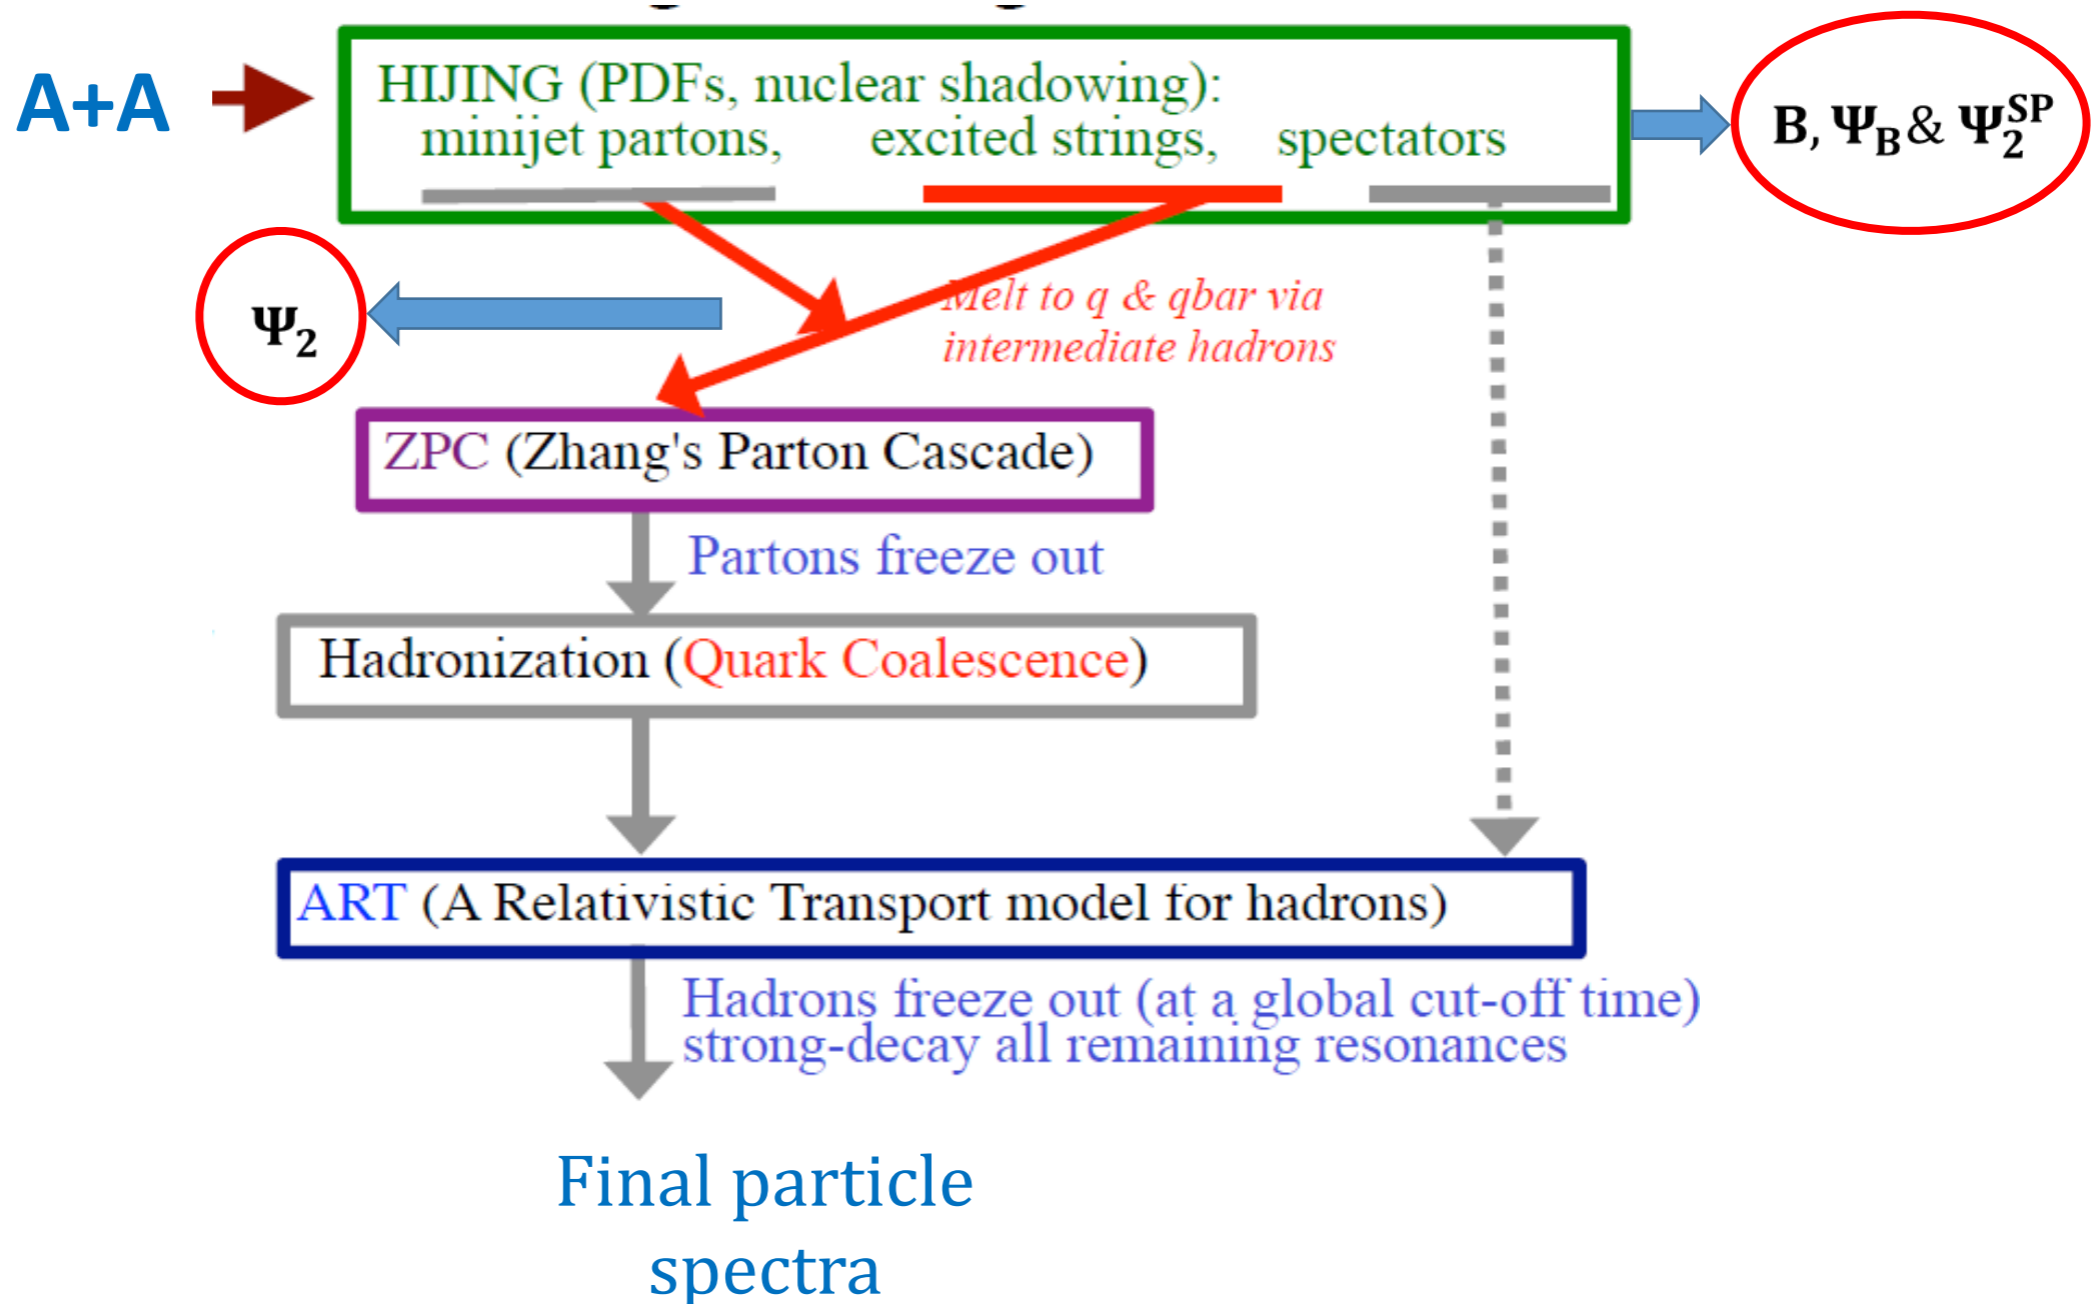 A+A
HIJING (PDFs, nuclear shadowing):
minijet partons, excited strings, spectators
B, Ψ_B & Ψ_2^SP
Ψ_2
Melt to q & qbar via
intermediate hadrons
ZPC (Zhang's Parton Cascade)
Partons freeze out
Hadronization (Quark Coalescence)
ART (A Relativistic Transport model for hadrons)
Hadrons freeze out (at a global cut-off time)
strong-decay all remaining resonances
Final particle
spectra